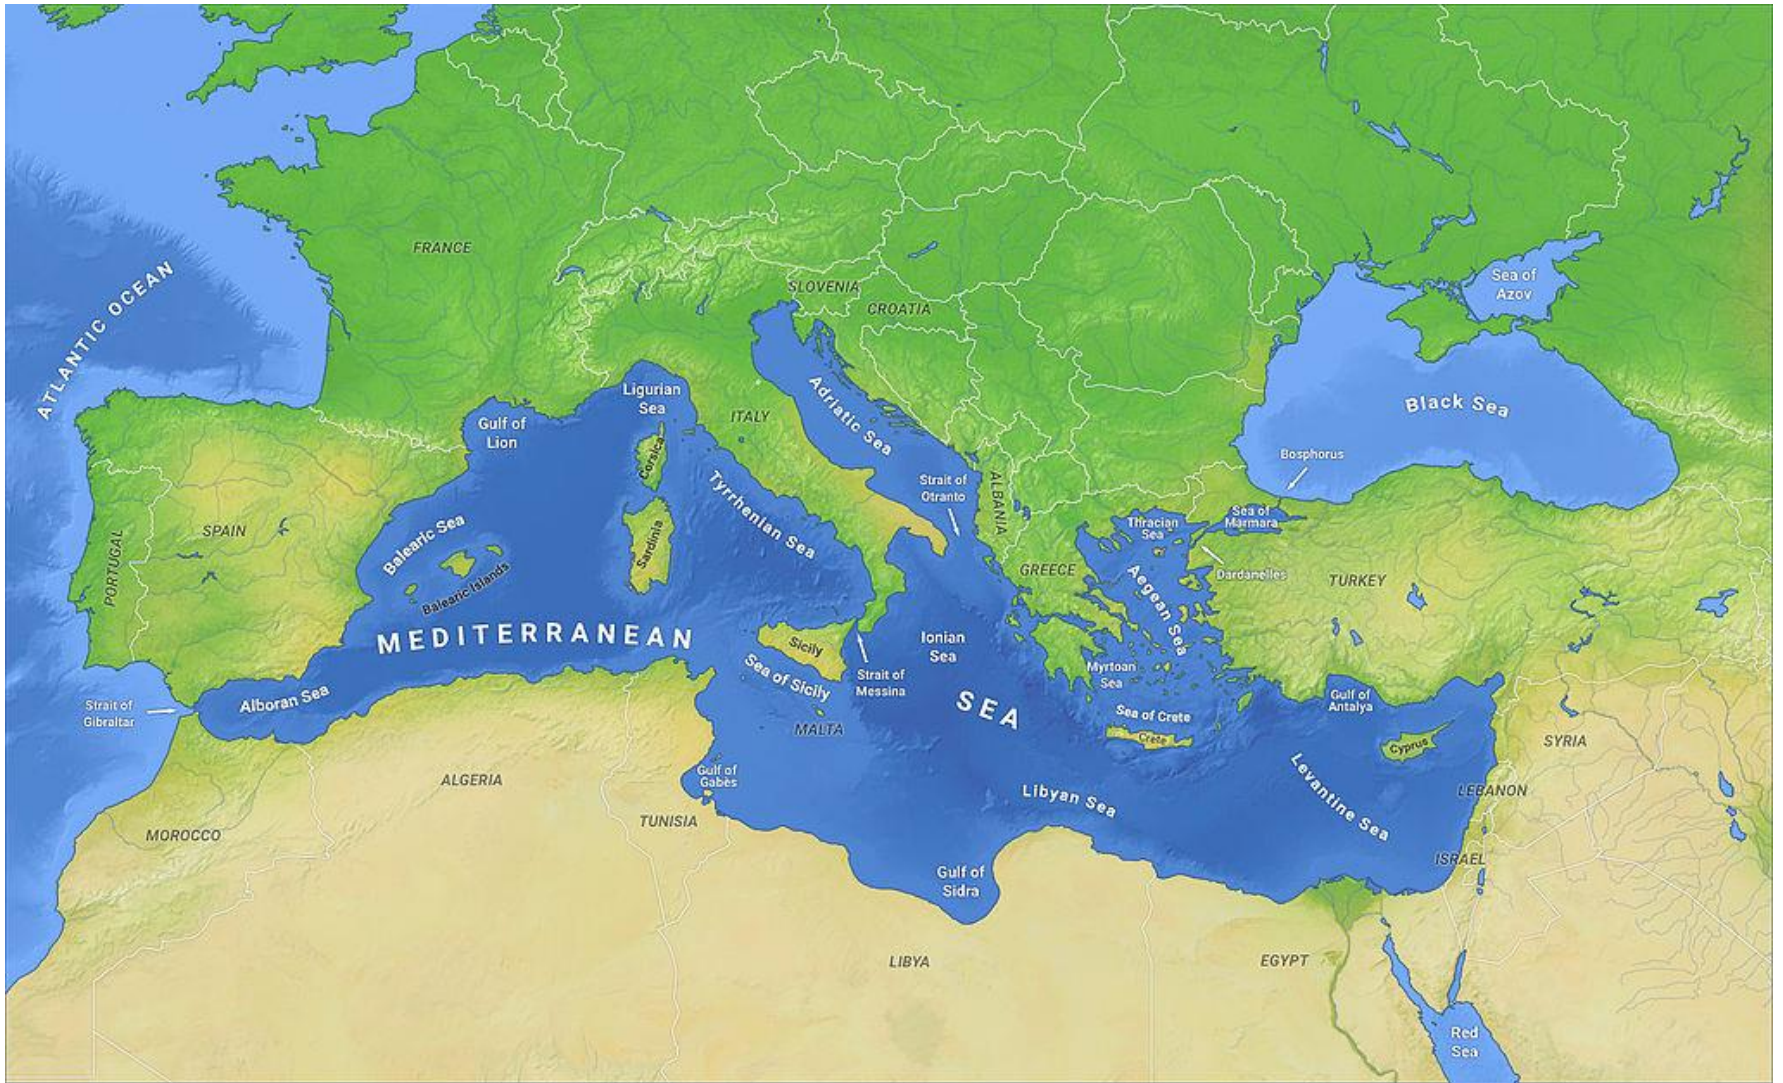 ATLANTIC OCEAN
FRANCE
SLOVENIA
CROATIA
Sea of
Azov
Black Sea
Bosphorus
Ligurian
Sea
Gulf of
Lion
ITALY
Adriatic Sea
Corsica
Tyrrhenian Sea
Strait of
Otranto
ALBANIA
Thracian
Sea
Sea of
Marmara
PORTUGAL
SPAIN
Balearic Sea
Balearic Islands
Sardinia
GREECE
Aegean Sea
Dardanelles
TURKEY
MEDITERRANEAN
SEA
Sicily
Ionian
Sea
Sea of Sicily
Strait of
Messina
Myrtoan
Sea
Strait of
Gibraltar
Alboran Sea
MALTA
Sea of Crete
Crete
Gulf of
Antalya
Cyprus
SYRIA
ALGERIA
Gulf of
Gabès
Libyan Sea
Levantine Sea
LEBANON
MOROCCO
TUNISIA
ISRAEL
Gulf of
Sidra
LIBYA
EGYPT
Red
Sea